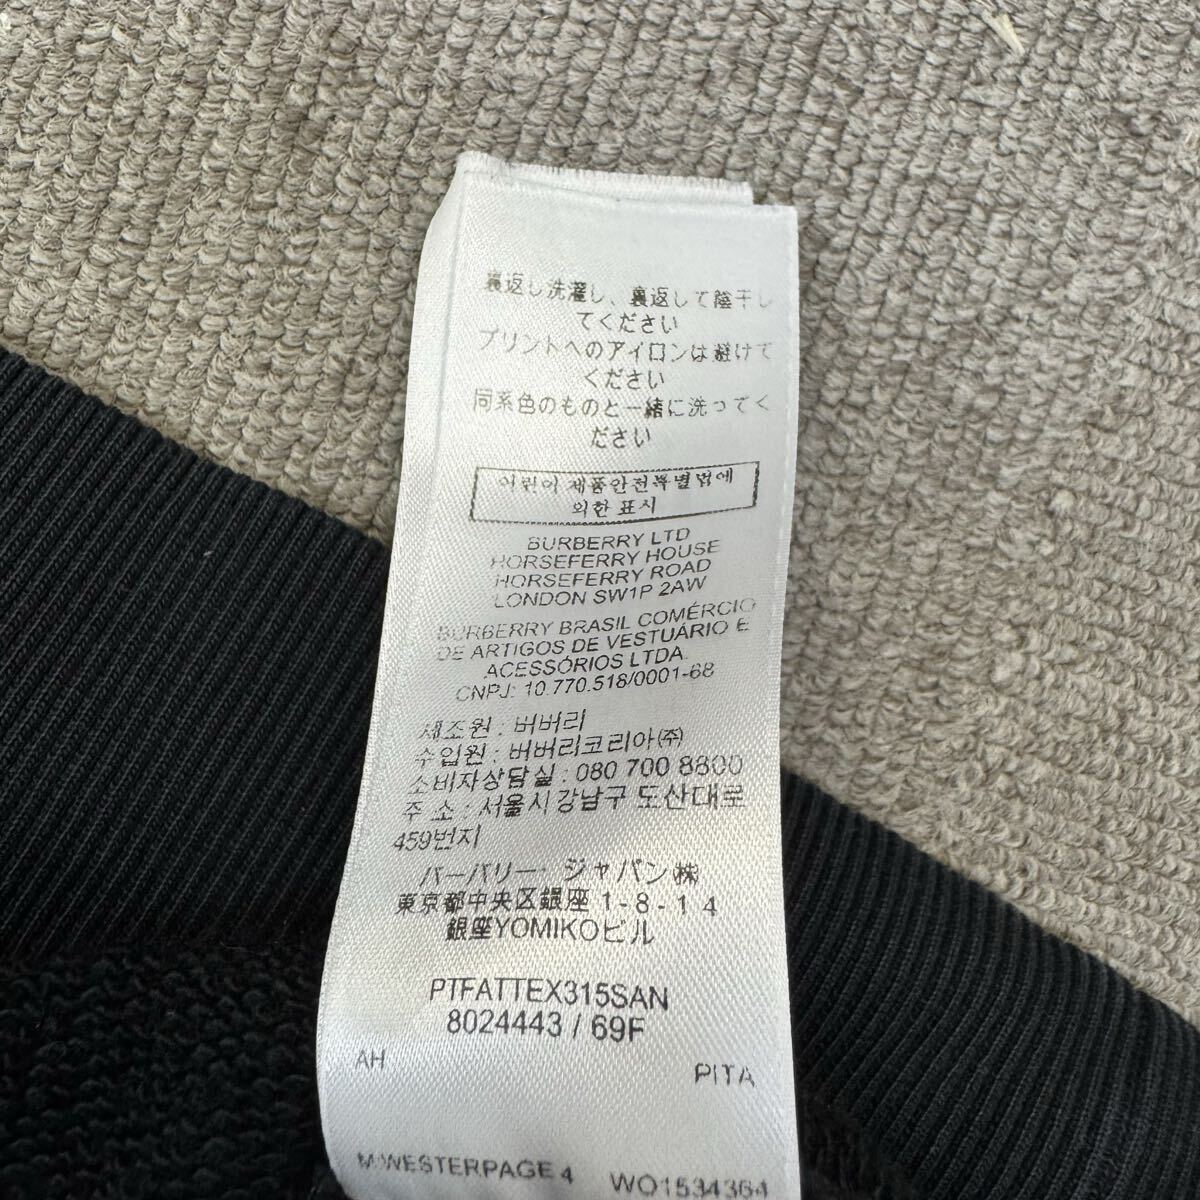 裏返し洗濯し、裏返して陰干し
てください
プリントへのアイロンは避けて
ください
同系色のものと一緒に洗ってく
ださい
어린이 제품안전특별법에
의한 표시
BURBERRY LTD
HORSEFERRY HOUSE
HORSEFERRY ROAD
LONDON SW1P 2AW
BURBERRY BRASIL COMÉRCIO
DE ARTIGOS DE VESTUÁRIO E
ACESSÓRIOS LTDA.
CNPJ: 10.770.518/0001-68
제조원 : 버버리
수입원 : 버버리코리아(주)
소비자상담실 : 080 700 8800
주 소 : 서울시 강남구 도산대로
459번지
バーバリー・ジャパン(株)
東京都中央区銀座 1-8-14
銀座YOMIKOビル
PTFATTEX315SAN
8024443 / 69F
AH PITA
M/WESTERPAGE 4 WO1534364